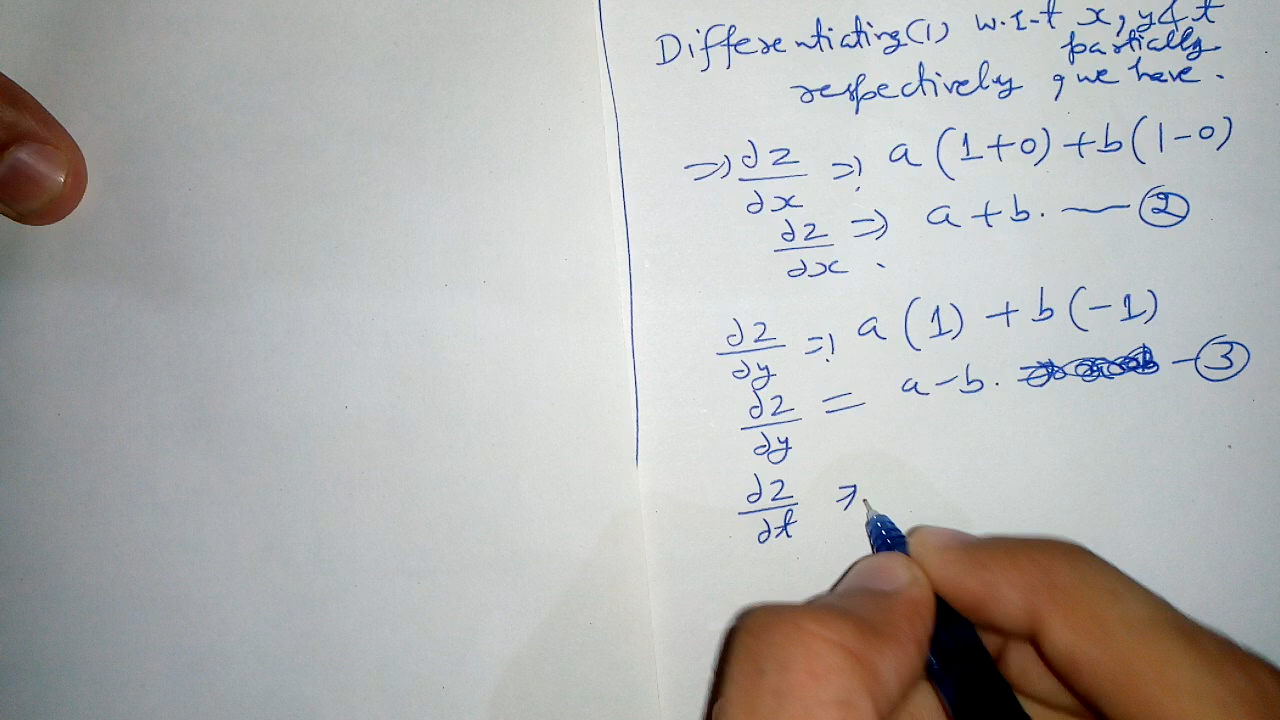 Differentiating (1) w.r.t x, y & t
partially
respectively, we have.
=> ∂z/∂x => a(1+0)+b(1-0)
∂z/∂x => a+b. — ②
∂z/∂y => a(1)+b(-1)
∂z/∂y = a-b. — ③
∂z/∂t =>